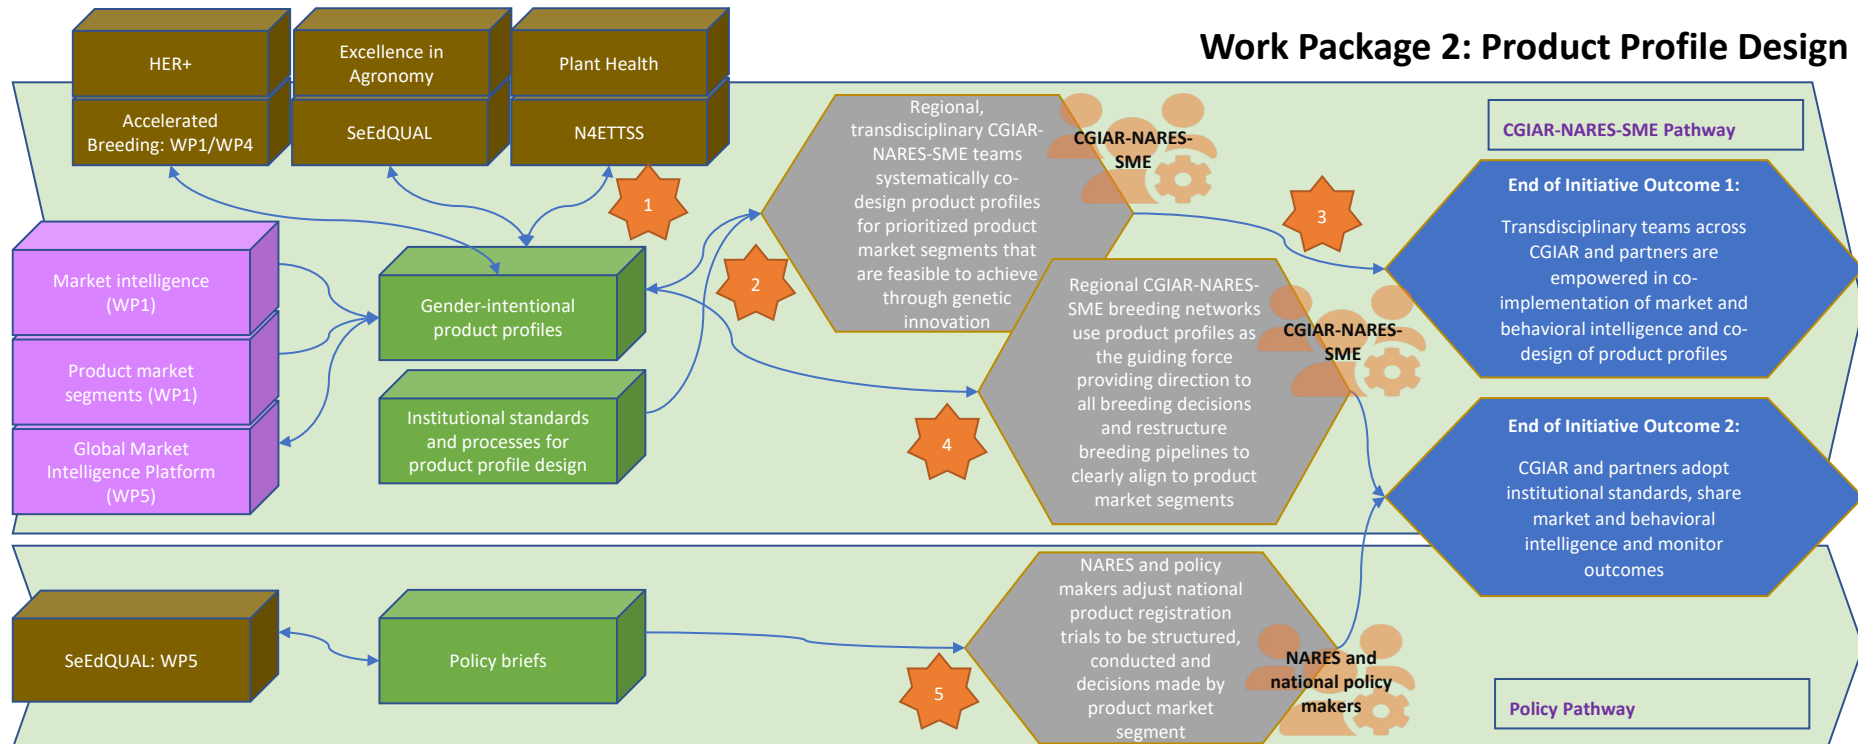 Work Package 2: Product Profile Design
HER+
Excellence in
Agronomy
Plant Health
Accelerated
Breeding: WP1/WP4
SeEdQUAL
N4ETTSS
1
Market intelligence
(WP1)
Product market
segments (WP1)
Global Market
Intelligence Platform
(WP5)
Gender-intentional
product profiles
Institutional standards
and processes for
product profile design
2
Regional,
transdisciplinary CGIAR-
NARES-SME teams
systematically co-
design product profiles
for prioritized product
market segments that
are feasible to achieve
through genetic
innovation
CGIAR-NARES-
SME
3
4
Regional CGIAR-NARES-
SME breeding networks
use product profiles as
the guiding force
providing direction to
all breeding decisions
and restructure
breeding pipelines to
clearly align to product
market segments
CGIAR-NARES-
SME
CGIAR-NARES-SME Pathway
End of Initiative Outcome 1:
Transdisciplinary teams across
CGIAR and partners are
empowered in co-
implementation of market and
behavioral intelligence and co-
design of product profiles
End of Initiative Outcome 2:
CGIAR and partners adopt
institutional standards, share
market and behavioral
intelligence and monitor
outcomes
SeEdQUAL: WP5
Policy briefs
5
NARES and policy
makers adjust national
product registration
trials to be structured,
conducted and
decisions made by
product market
segment
NARES and
national policy
makers
Policy Pathway